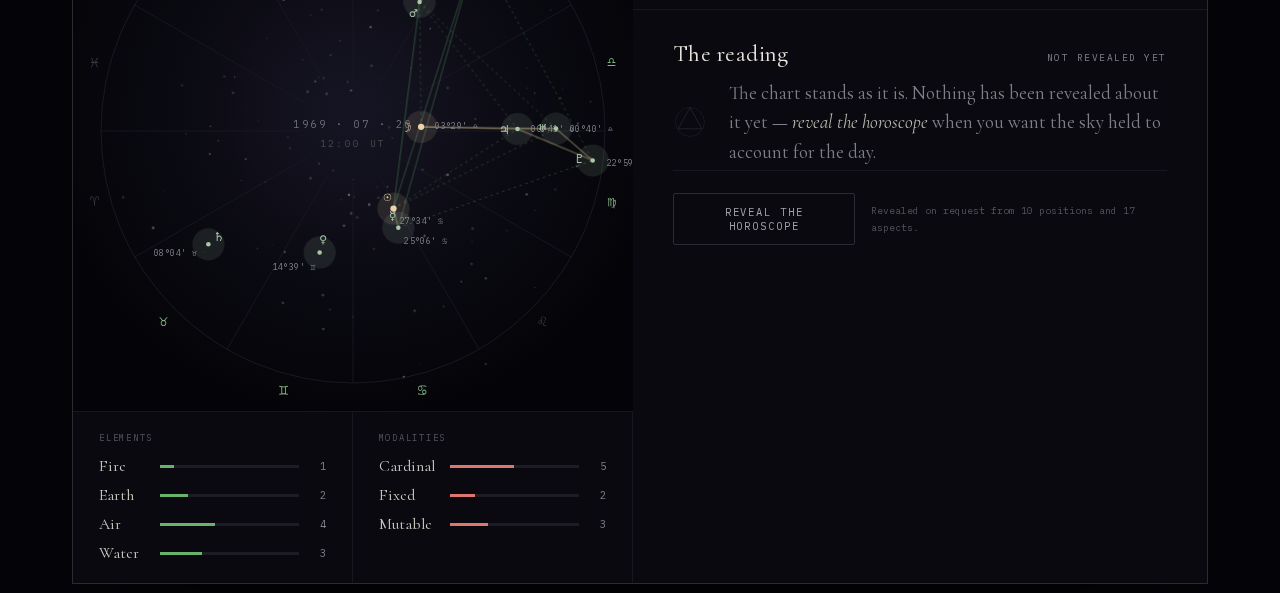 1969 · 07 · 20
12:00 UT
03°29' ♎
00°40' ♎
22°59
27°34' ♋
25°06' ♋
08°04' ♉
14°39' ♊
ELEMENTS
Fire 1
Earth 2
Air 4
Water 3
MODALITIES
Cardinal 5
Fixed 2
Mutable 3
The reading
NOT REVEALED YET
The chart stands as it is. Nothing has been revealed about
it yet — reveal the horoscope when you want the sky held to
account for the day.
REVEAL THE
HOROSCOPE
Revealed on request from 10 positions and 17
aspects.